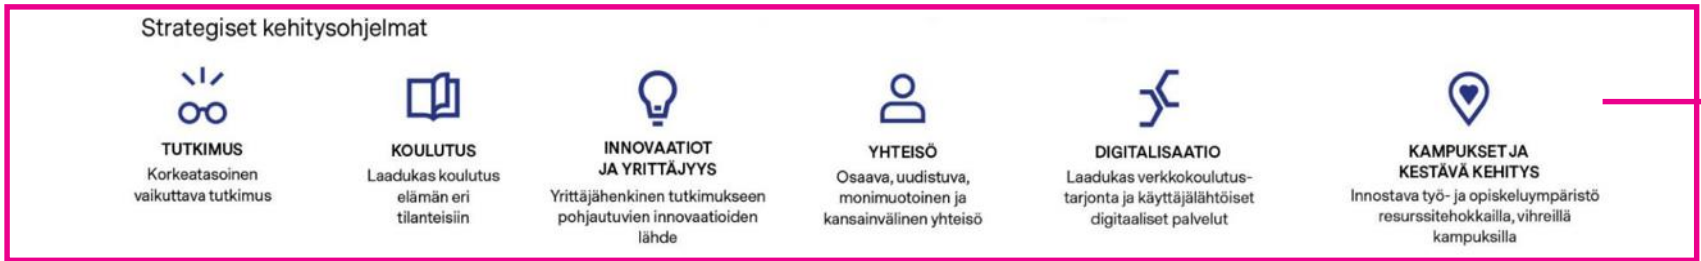 Strategiset kehitysohjelmat
TUTKIMUS
Korkeatasoinen
vaikuttava tutkimus
KOULUTUS
Laadukas koulutus
elämän eri
tilanteisiin
INNOVAATIOT
JA YRITTÄJYYS
Yrittäjähenkinen tutkimukseen
pohjautuvien innovaatioiden
lähde
YHTEISÖ
Osaava, uudistuva,
monimuotoinen ja
kansainvälinen yhteisö
DIGITALISAATIO
Laadukas verkkokoulutus-
tarjonta ja käyttäjälähtöiset
digitaaliset palvelut
KAMPUKSET JA
KESTÄVÄ KEHITYS
Innostava työ- ja opiskeluympäristö
resurssitehokkailla, vihreillä
kampuksilla